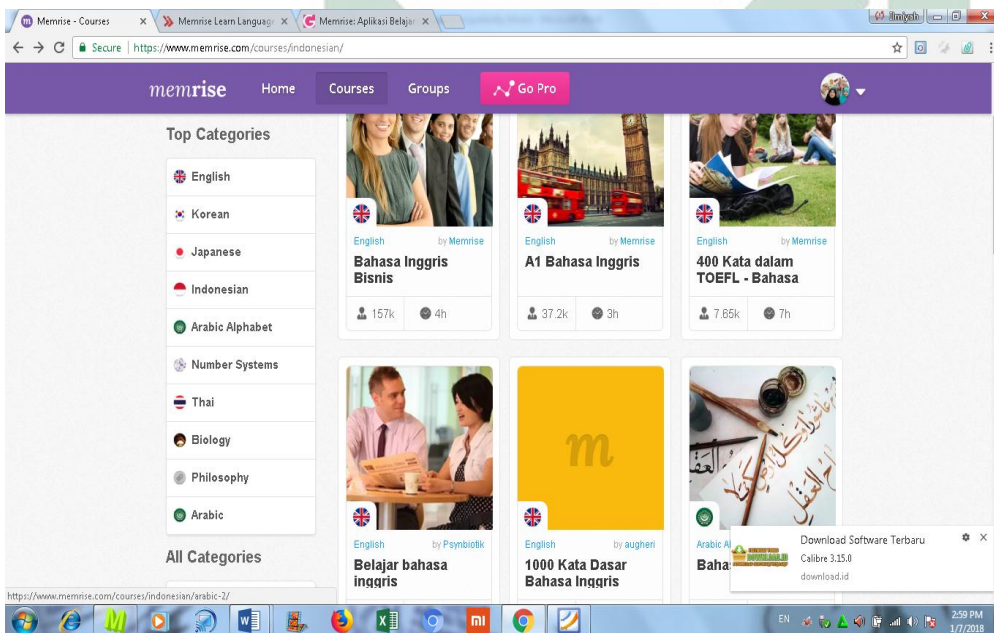 Memrise - Courses
Memrise Learn Languag
Memrise: Aplikasi Belajar
Ilmiyah
Secure | https://www.memrise.com/courses/indonesian/
memrise
Home
Courses
Groups
Go Pro
Top Categories
English
Korean
Japanese
Indonesian
Arabic Alphabet
Number Systems
Thai
Biology
Philosophy
Arabic
All Categories
English by Memrise
Bahasa Inggris
Bisnis
157k 4h
English by Memrise
A1 Bahasa Inggris
37.2k 3h
English by Memrise
400 Kata dalam
TOEFL - Bahasa
7.65k 7h
English by Psynbiotik
Belajar bahasa
inggris
m
English by augheri
1000 Kata Dasar
Bahasa Inggris
Arabic Al
Baha
Download Software Terbaru
Calibre 3.15.0
download.id
https://www.memrise.com/courses/indonesian/arabic-2/
EN
2:59 PM
1/7/2018